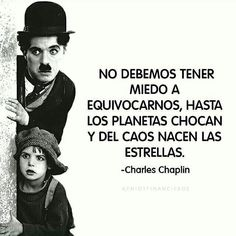 NO DEBEMOS TENER
MIEDO A
EQUIVOCARNOS, HASTA
LOS PLANETAS CHOCAN
Y DEL CAOS NACEN LAS
ESTRELLAS.
-Charles Chaplin